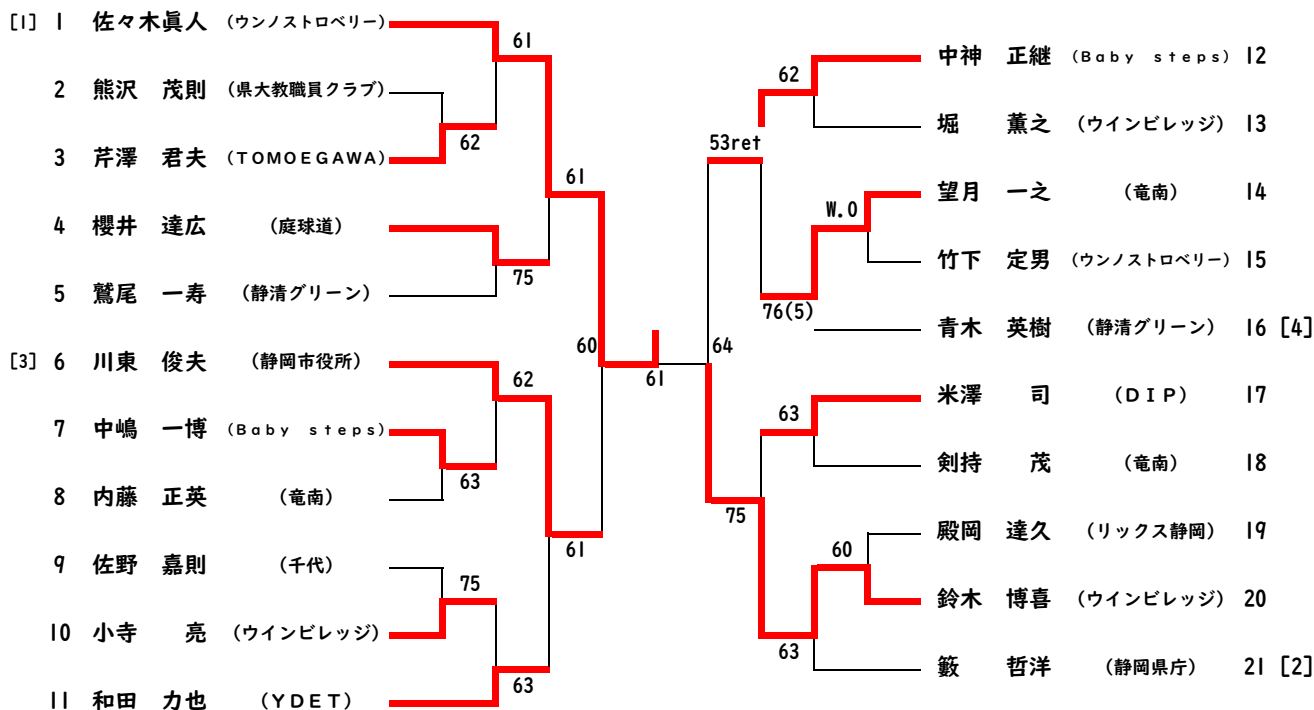 [1] 1 佐々木眞人 (ウンノストロベリー)
2 熊沢 茂則 (県大教職員クラブ)
3 芹澤 君夫 (TOMOEGAWA)
4 櫻井 達広 (庭球道)
5 鷲尾 一寿 (静清グリーン)
[3] 6 川東 俊夫 (静岡市役所)
7 中嶋 一博 (Baby steps)
8 内藤 正英 (竜南)
9 佐野 嘉則 (千代)
10 小寺 亮 (ウインビレッジ)
11 和田 力也 (YDET)
61
62
75
62
63
75
63
61
61
60
61
64
53ret
75
62
76(5)
W.O
63
60
63
中神 正継 (Baby steps) 12
堀 薫之 (ウインビレッジ) 13
望月 一之 (竜南) 14
竹下 定男 (ウンノストロベリー) 15
青木 英樹 (静清グリーン) 16 [4]
米澤 司 (DIP) 17
剣持 茂 (竜南) 18
殿岡 達久 (リックス静岡) 19
鈴木 博喜 (ウインビレッジ) 20
籔 哲洋 (静岡県庁) 21 [2]